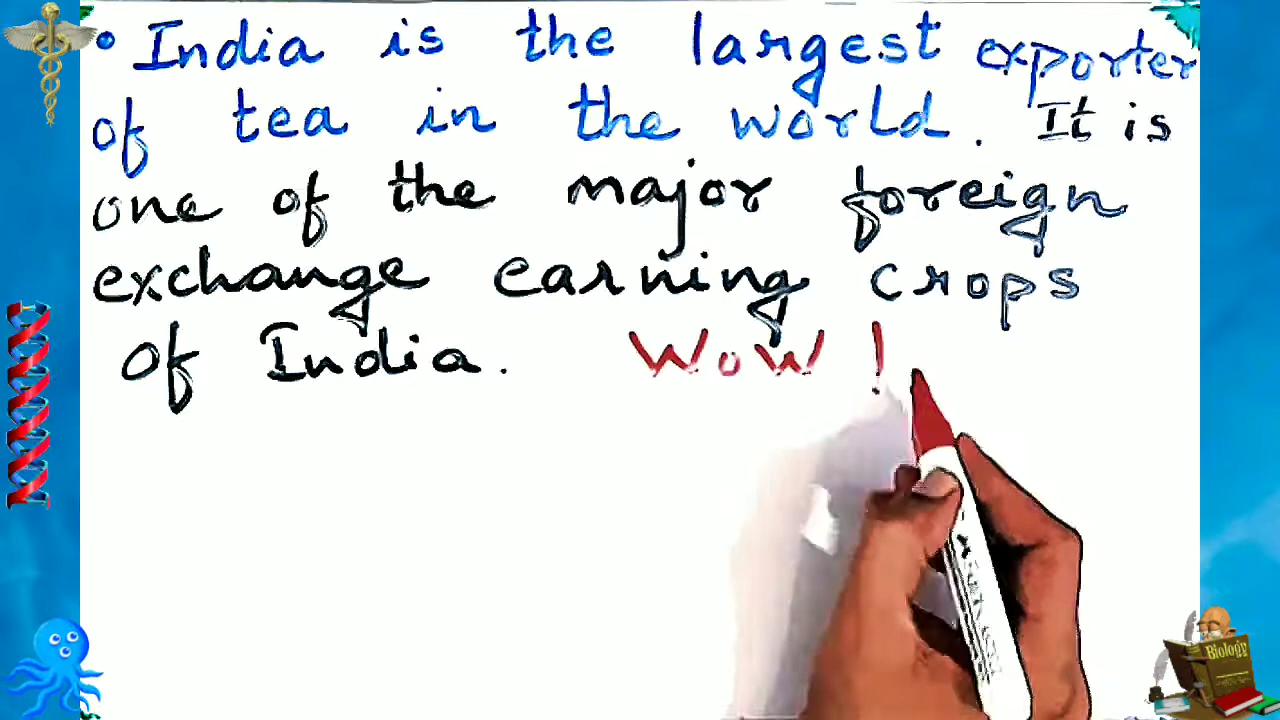 • India is the largest exporter
of tea in the world. It is
one of the major foreign
exchange earning crops
of India. WoW !
Biology